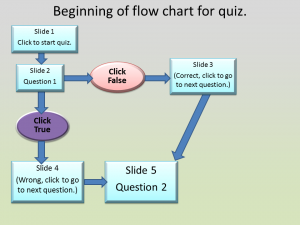 Beginning of flow chart for quiz.
Slide 1
Click to start quiz.
Slide 2
Question 1
Click
False
Slide 3
(Correct, click to go
to next question.)
Click
True
Slide 4
(Wrong, click to go
to next question.)
Slide 5
Question 2